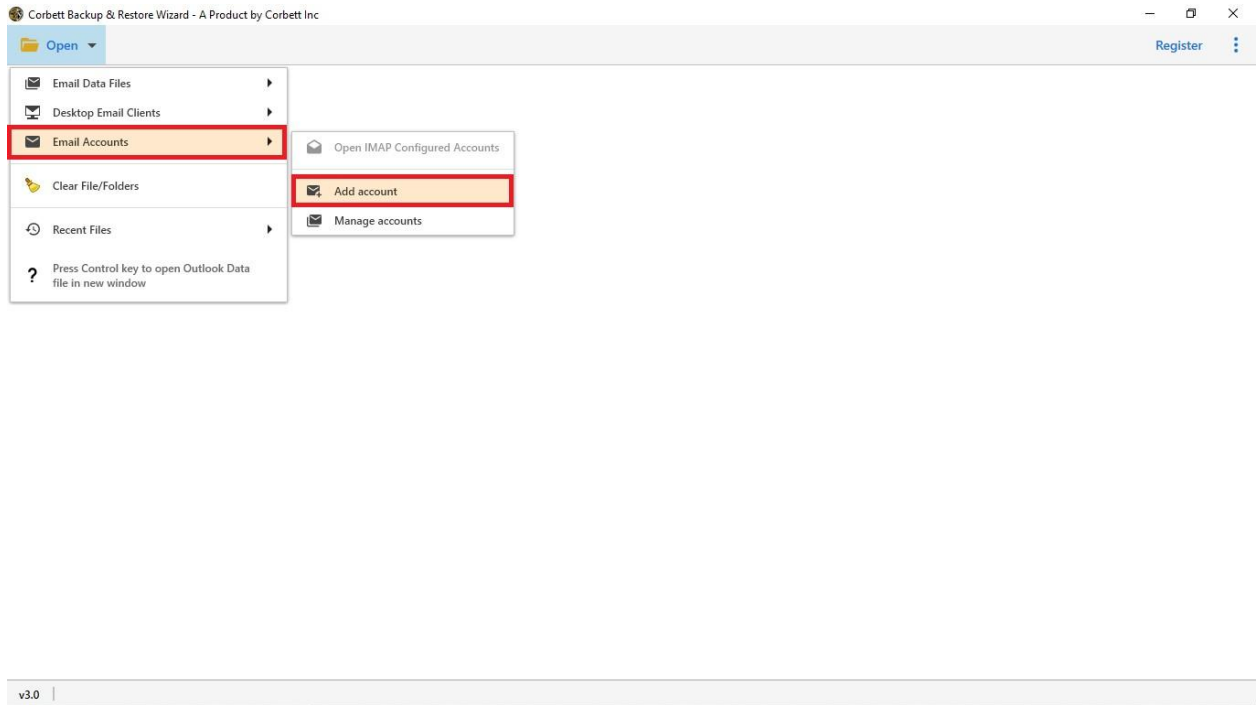 Corbett Backup & Restore Wizard - A Product by Corbett Inc
Open
Register
Email Data Files
Desktop Email Clients
Email Accounts
Open IMAP Configured Accounts
Clear File/Folders
Add account
Manage accounts
Recent Files
Press Control key to open Outlook Data
file in new window
v3.0